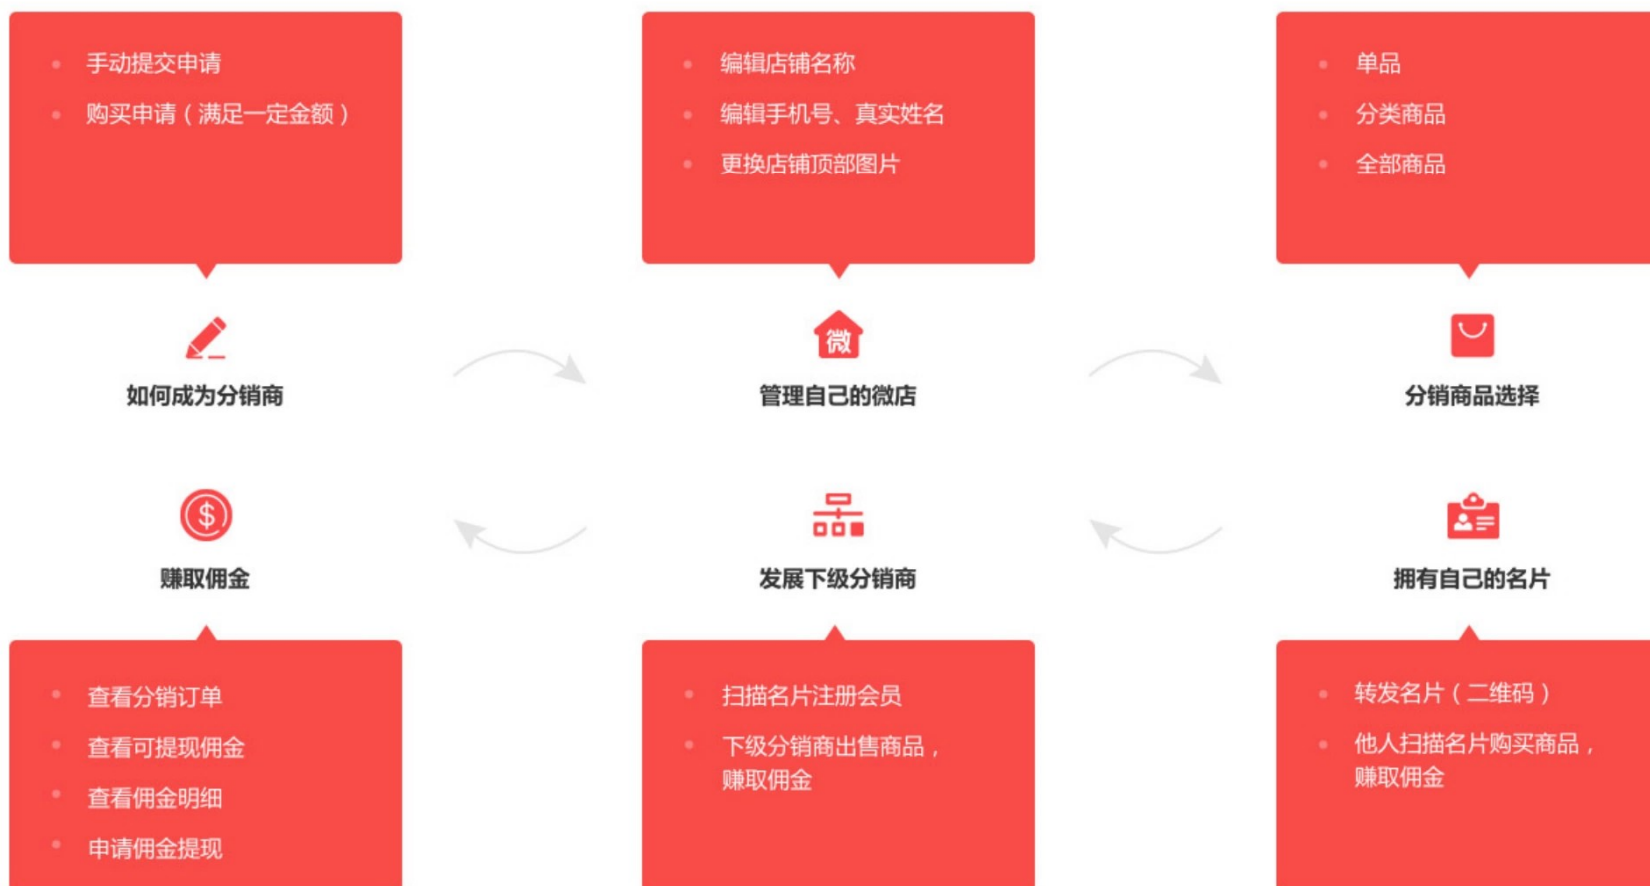 手动提交申请
购买申请（满足一定金额）
编辑店铺名称
编辑手机号、真实姓名
更换店铺顶部图片
单品
分类商品
全部商品
微
如何成为分销商
管理自己的微店
分销商品选择
$
赚取佣金
发展下级分销商
拥有自己的名片
查看分销订单
查看可提现佣金
查看佣金明细
申请佣金提现
扫描名片注册会员
下级分销商出售商品，
赚取佣金
转发名片（二维码）
他人扫描名片购买商品，
赚取佣金